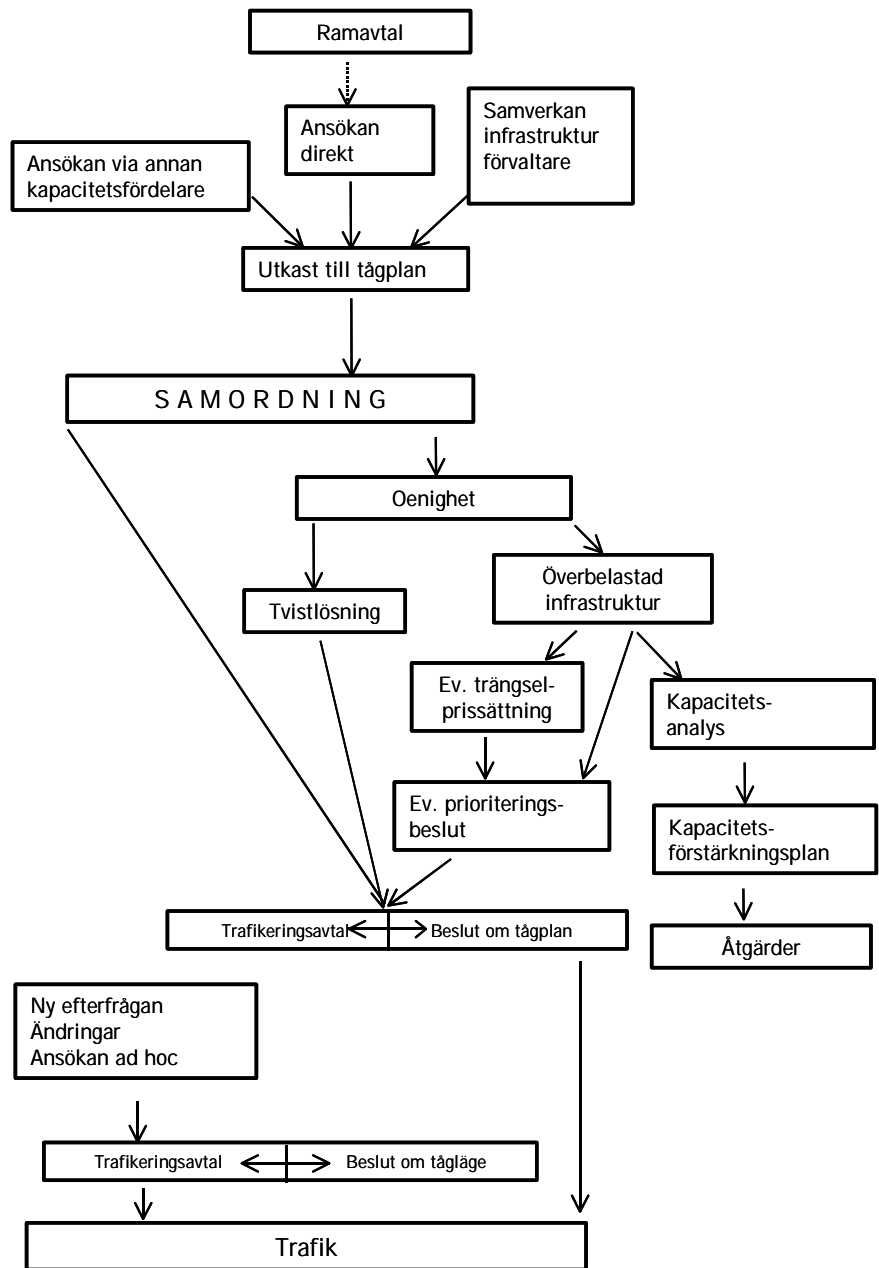 Ramavtal
Ansökan
direkt
Samverkan
infrastruktur
förvaltare
Ansökan via annan
kapacitetsfördelare
Utkast till tågplan
SAMORDNING
Oenighet
Överbelastad
infrastruktur
Tvistlösning
Ev. trängsel-
prissättning
Kapacitets-
analys
Ev. prioriterings-
beslut
Kapacitets-
förstärkningsplan
Trafikeringsavtal Beslut om tågplan
Åtgärder
Ny efterfrågan
Ändringar
Ansökan ad hoc
Trafikeringsavtal Beslut om tågläge
Trafik